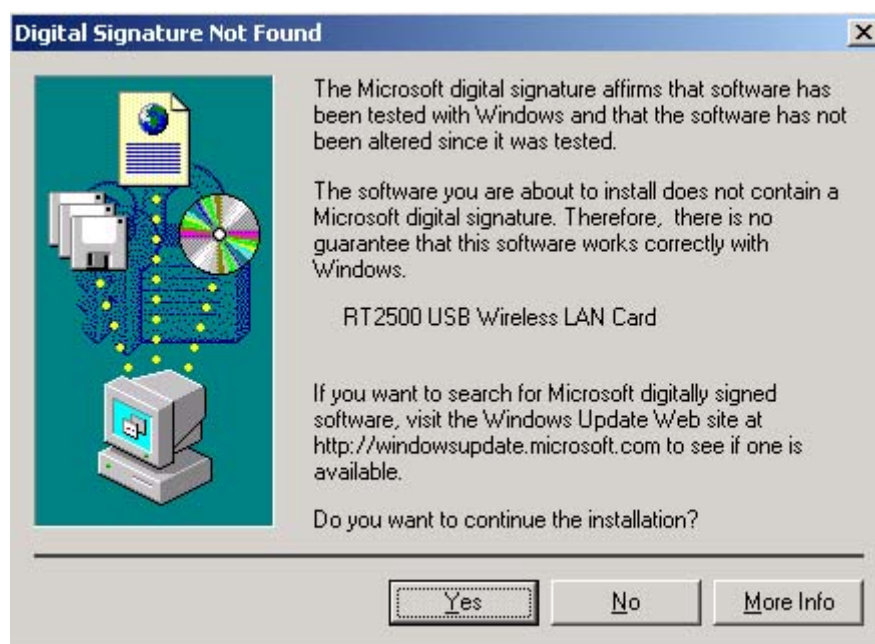 Digital Signature Not Found
The Microsoft digital signature affirms that software has
been tested with Windows and that the software has not
been altered since it was tested.
The software you are about to install does not contain a
Microsoft digital signature. Therefore,  there is no
guarantee that this software works correctly with
Windows.
RT2500 USB Wireless LAN Card
If you want to search for Microsoft digitally signed
software, visit the Windows Update Web site at
http://windowsupdate.microsoft.com to see if one is
available.
Do you want to continue the installation?
Yes No More Info